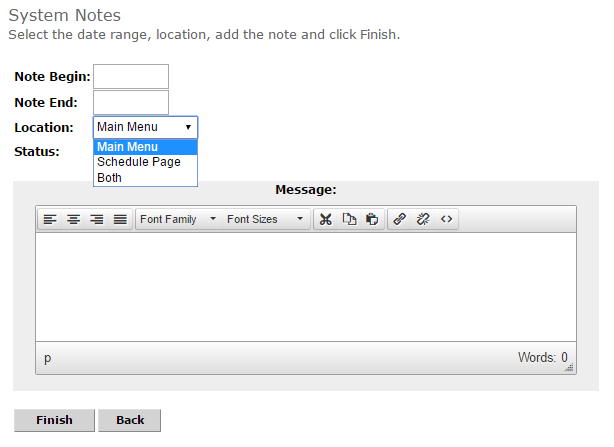 System Notes
Select the date range, location, add the note and click Finish.
Note Begin:
Note End:
Location: Main Menu
Main Menu
Status: Schedule Page
Both
Message:
Font Family Font Sizes
p Words: 0
Finish Back